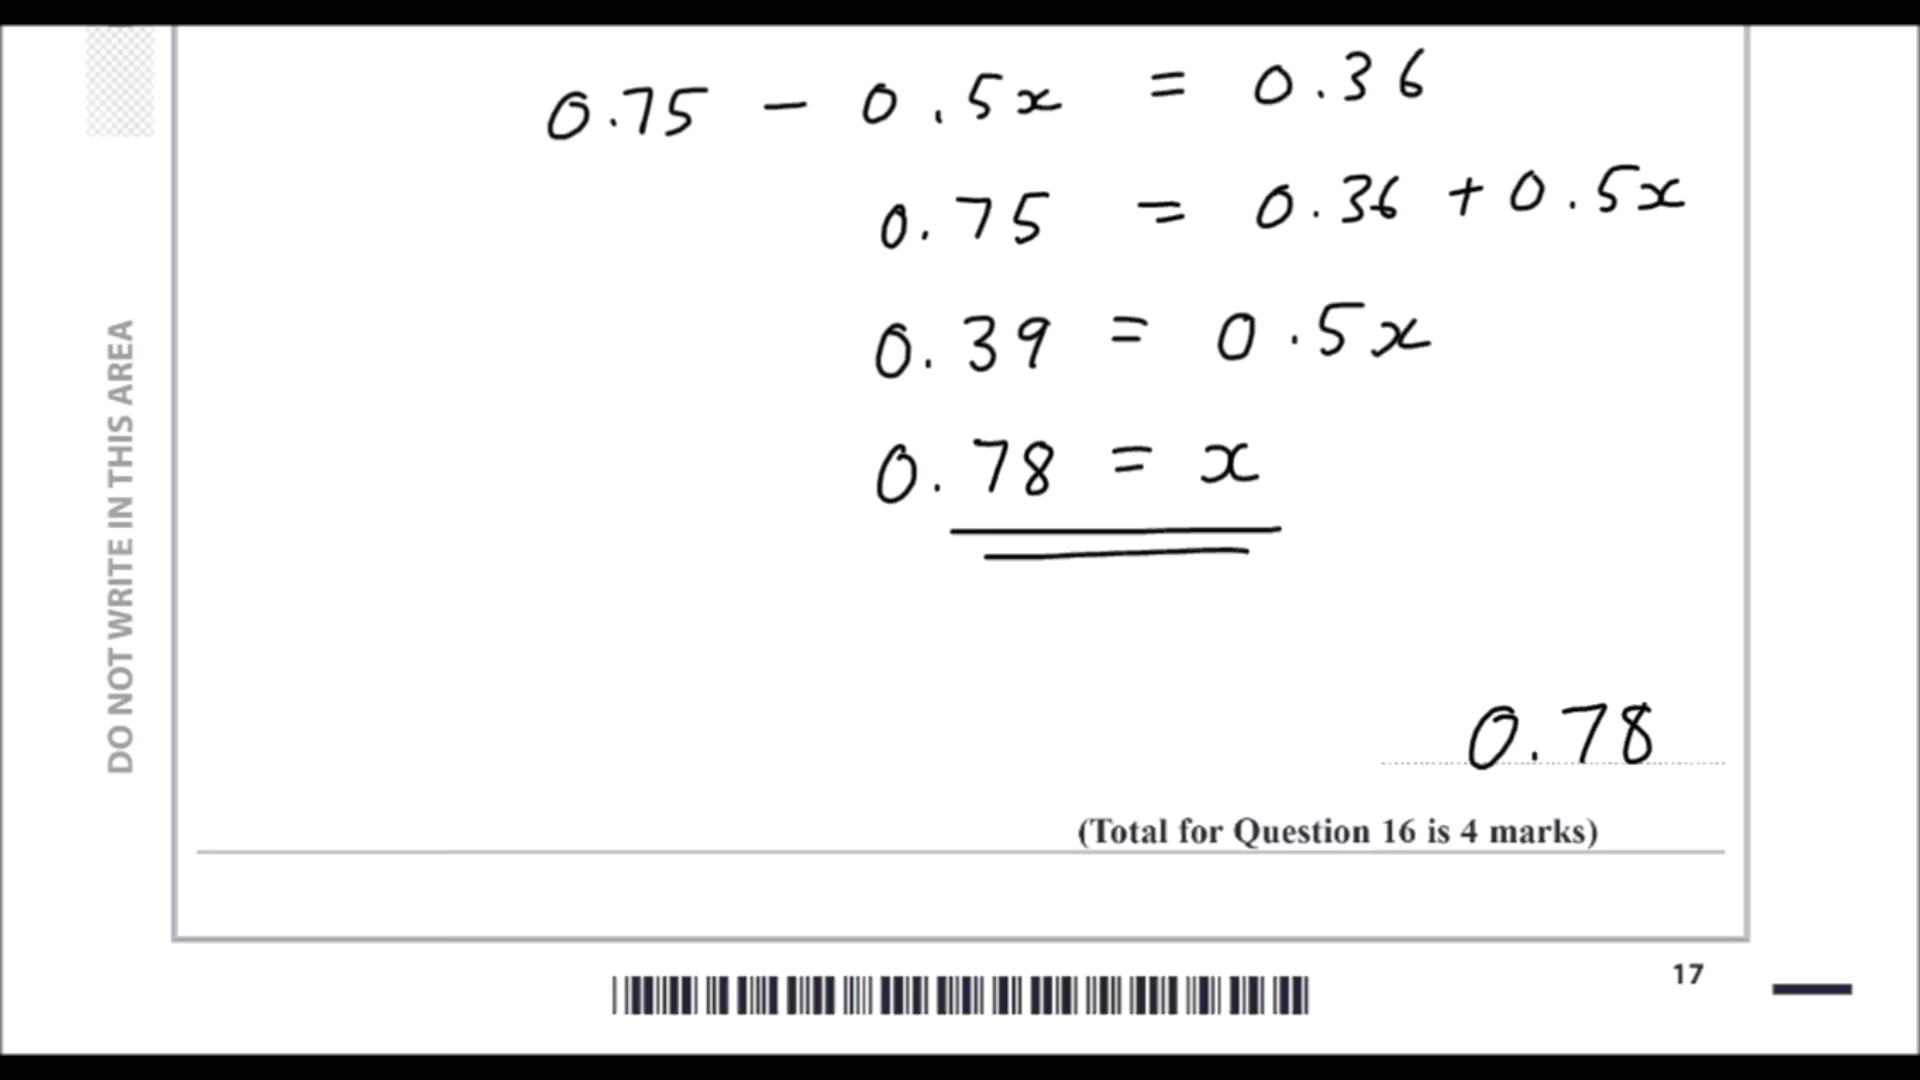 0.75 - 0.5x = 0.36
0.75 = 0.36 + 0.5x
0.39 = 0.5x
0.78 = x
0.78
(Total for Question 16 is 4 marks)
17
DO NOT WRITE IN THIS AREA